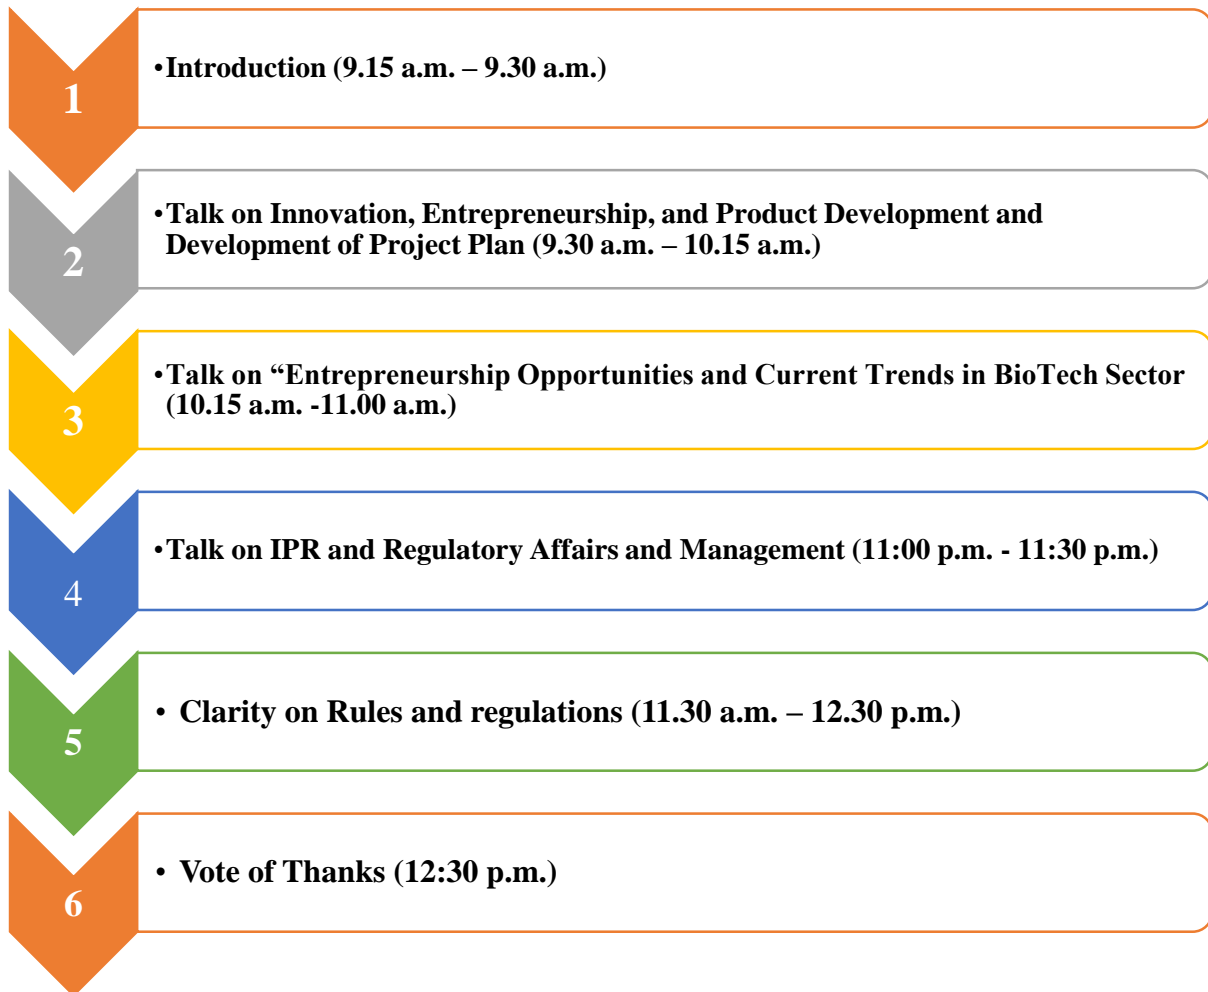 1
•Introduction (9.15 a.m. – 9.30 a.m.)
2
•Talk on Innovation, Entrepreneurship, and Product Development and
Development of Project Plan (9.30 a.m. – 10.15 a.m.)
3
•Talk on “Entrepreneurship Opportunities and Current Trends in BioTech Sector
(10.15 a.m. -11.00 a.m.)
4
•Talk on IPR and Regulatory Affairs and Management (11:00 p.m. - 11:30 p.m.)
5
• Clarity on Rules and regulations (11.30 a.m. – 12.30 p.m.)
6
• Vote of Thanks (12:30 p.m.)